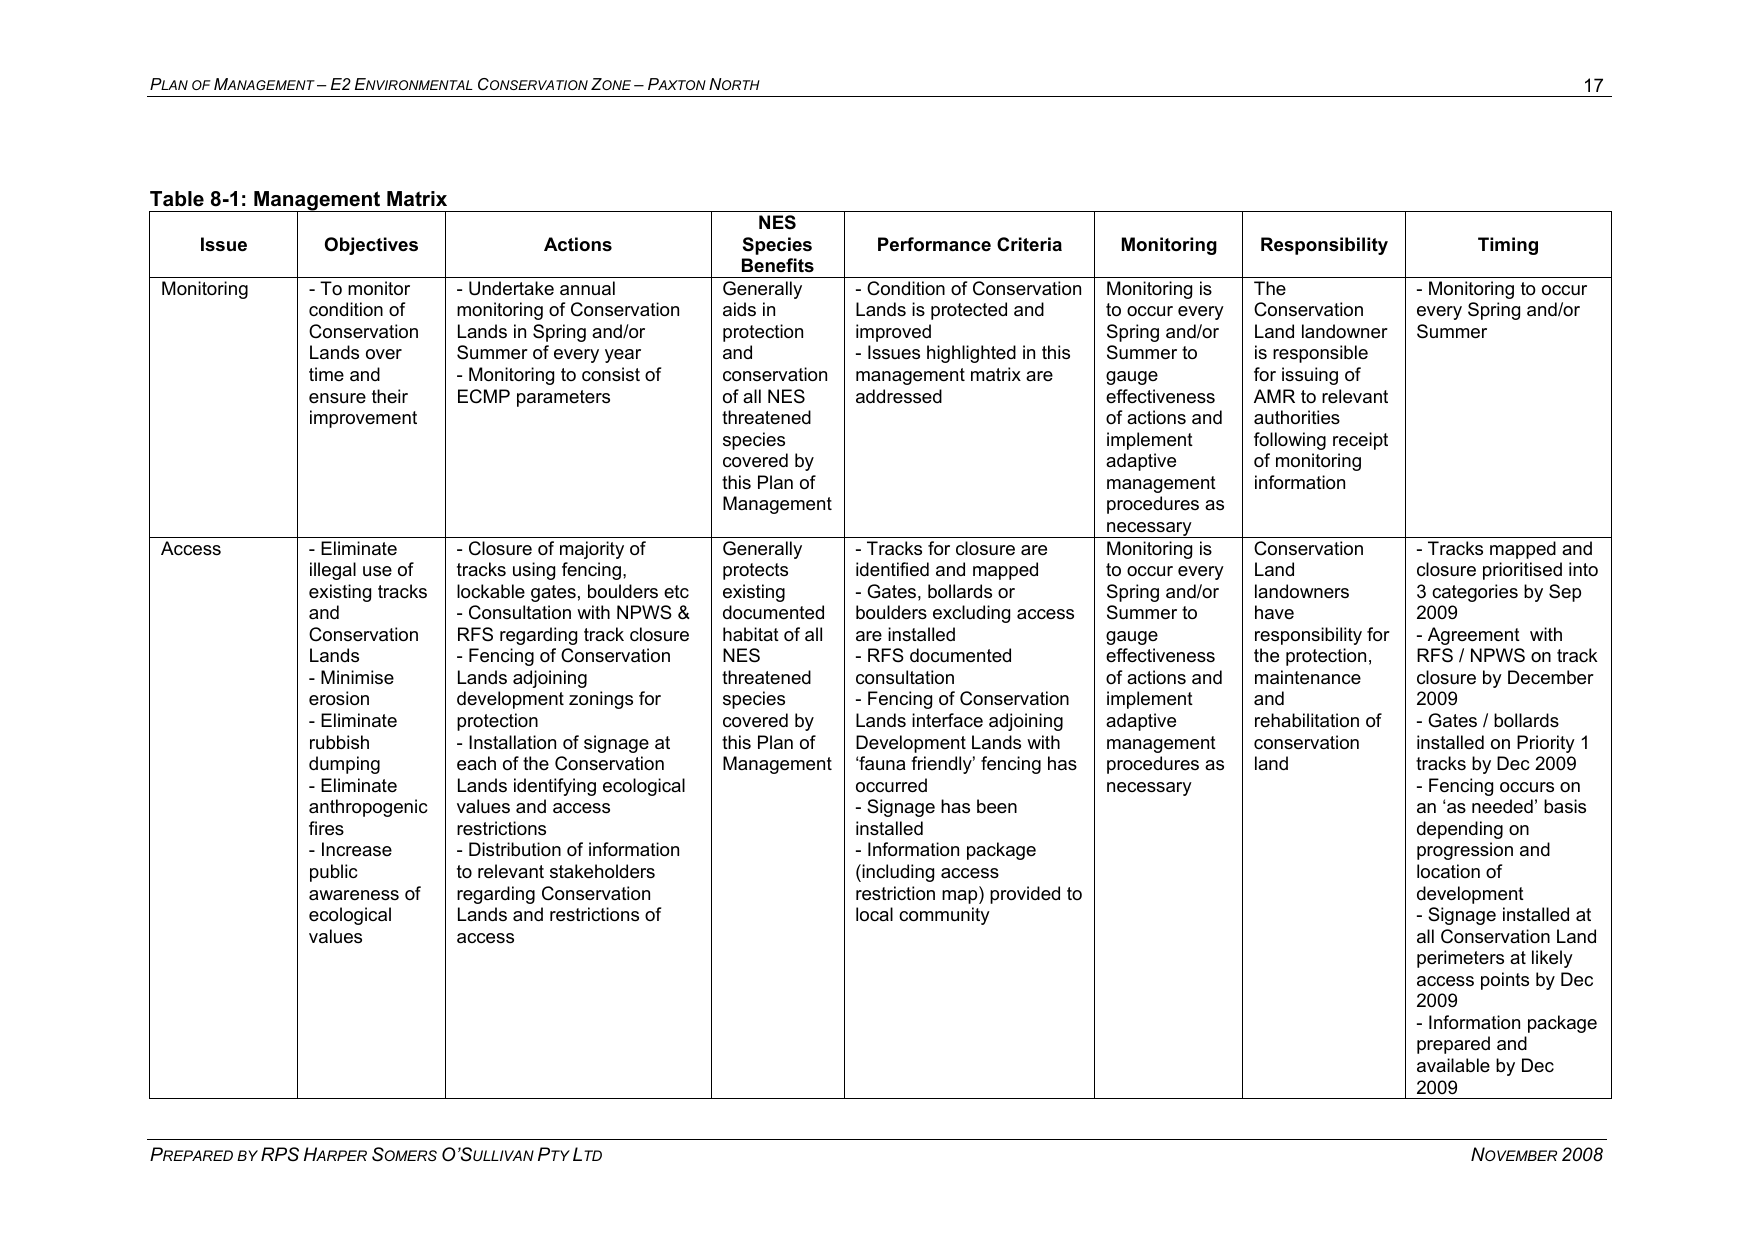 PLAN OF MANAGEMENT – E2 ENVIRONMENTAL CONSERVATION ZONE – PAXTON NORTH 17
Table 8-1: Management Matrix
Issue
Objectives
Actions
NES
Species
Benefits
Performance Criteria
Monitoring
Responsibility
Timing
Monitoring
- To monitor
condition of
Conservation
Lands over
time and
ensure their
improvement
- Undertake annual
monitoring of Conservation
Lands in Spring and/or
Summer of every year
- Monitoring to consist of
ECMP parameters
Generally
aids in
protection
and
conservation
of all NES
threatened
species
covered by
this Plan of
Management
- Condition of Conservation
Lands is protected and
improved
- Issues highlighted in this
management matrix are
addressed
Monitoring is
to occur every
Spring and/or
Summer to
gauge
effectiveness
of actions and
implement
adaptive
management
procedures as
necessary
The
Conservation
Land landowner
is responsible
for issuing of
AMR to relevant
authorities
following receipt
of monitoring
information
- Monitoring to occur
every Spring and/or
Summer
Access
- Eliminate
illegal use of
existing tracks
and
Conservation
Lands
- Minimise
erosion
- Eliminate
rubbish
dumping
- Eliminate
anthropogenic
fires
- Increase
public
awareness of
ecological
values
- Closure of majority of
tracks using fencing,
lockable gates, boulders etc
- Consultation with NPWS &
RFS regarding track closure
- Fencing of Conservation
Lands adjoining
development zonings for
protection
- Installation of signage at
each of the Conservation
Lands identifying ecological
values and access
restrictions
- Distribution of information
to relevant stakeholders
regarding Conservation
Lands and restrictions of
access
Generally
protects
existing
documented
habitat of all
NES
threatened
species
covered by
this Plan of
Management
- Tracks for closure are
identified and mapped
- Gates, bollards or
boulders excluding access
are installed
- RFS documented
consultation
- Fencing of Conservation
Lands interface adjoining
Development Lands with
‘fauna friendly’ fencing has
occurred
- Signage has been
installed
- Information package
(including access
restriction map) provided to
local community
Monitoring is
to occur every
Spring and/or
Summer to
gauge
effectiveness
of actions and
implement
adaptive
management
procedures as
necessary
Conservation
Land
landowners
have
responsibility for
the protection,
maintenance
and
rehabilitation of
conservation
land
- Tracks mapped and
closure prioritised into
3 categories by Sep
2009
- Agreement with
RFS / NPWS on track
closure by December
2009
- Gates / bollards
installed on Priority 1
tracks by Dec 2009
- Fencing occurs on
an ‘as needed’ basis
depending on
progression and
location of
development
- Signage installed at
all Conservation Land
perimeters at likely
access points by Dec
2009
- Information package
prepared and
available by Dec
2009
PREPARED BY RPS HARPER SOMERS O’SULLIVAN PTY LTD NOVEMBER 2008